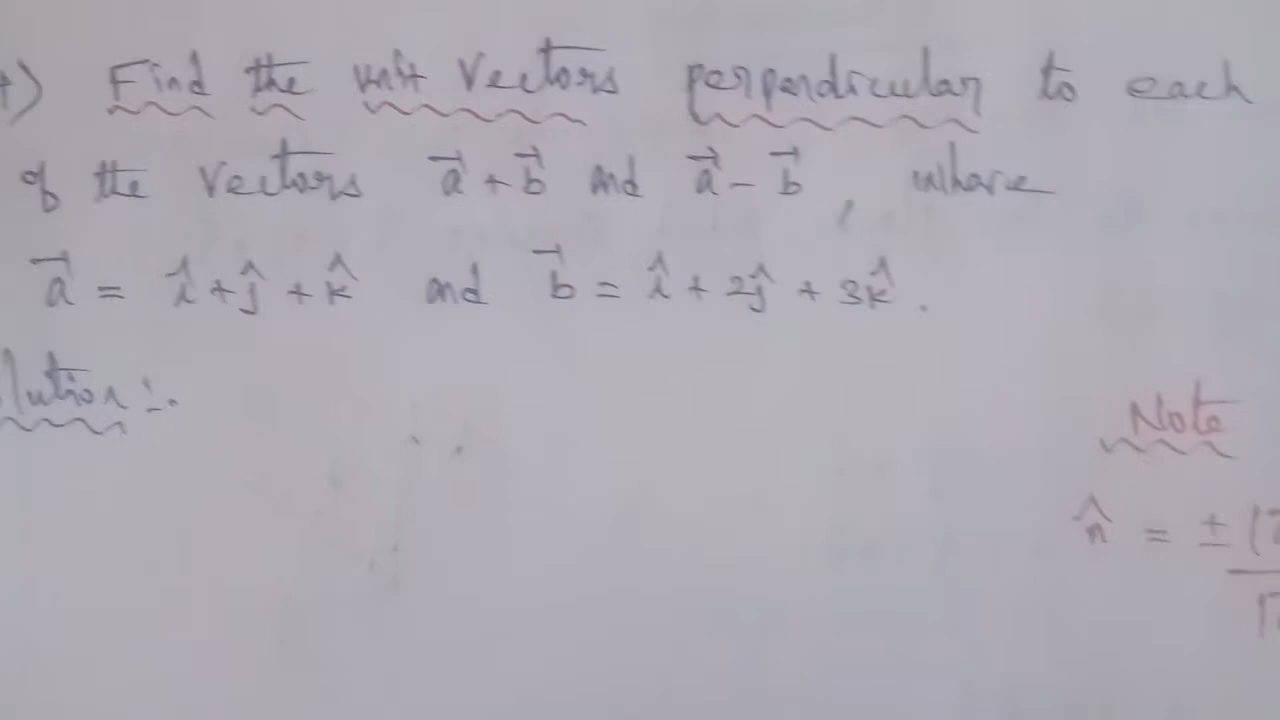 ) Find the unit Vectors perpendicular to each
of the Vectors a⃗ + b⃗ and a⃗ - b⃗ , where
a⃗ = î + ĵ + k̂ and b⃗ = î + 2ĵ + 3k̂ .
lution :-
Note
n̂ = ± (